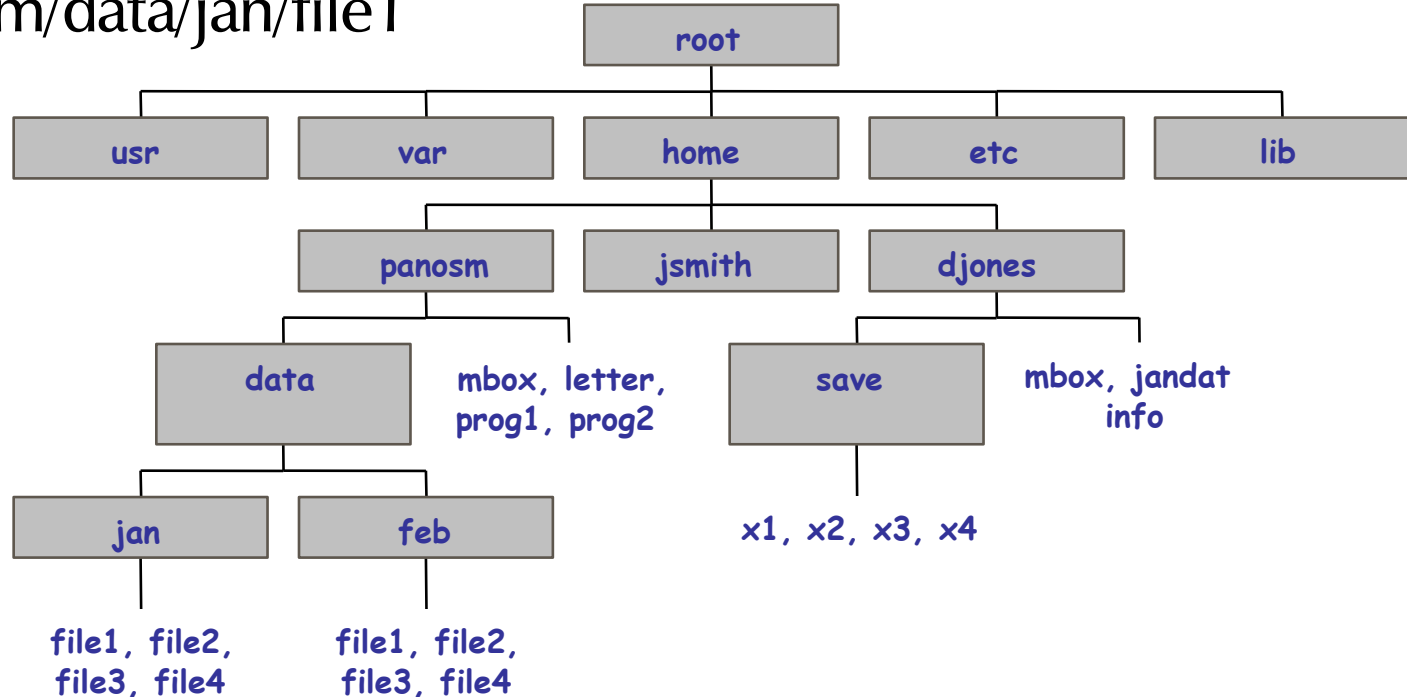 m/data/jan/file1
root
usr
var
home
etc
lib
panosm
jsmith
djones
data
mbox, letter,
prog1, prog2
save
mbox, jandat
info
jan
feb
x1, x2, x3, x4
file1, file2,
file3, file4
file1, file2,
file3, file4